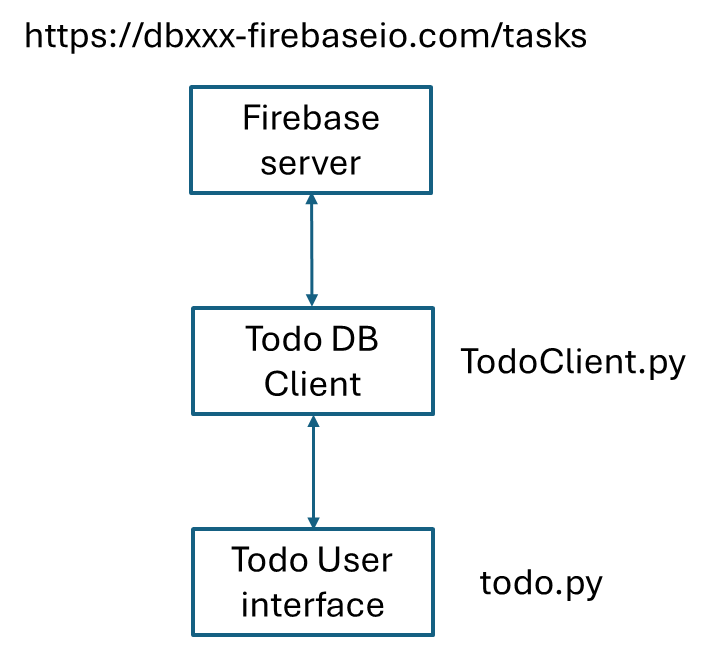 https://dbxxx-firebaseio.com/tasks
Firebase
server
Todo DB
Client
TodoClient.py
Todo User
interface
todo.py